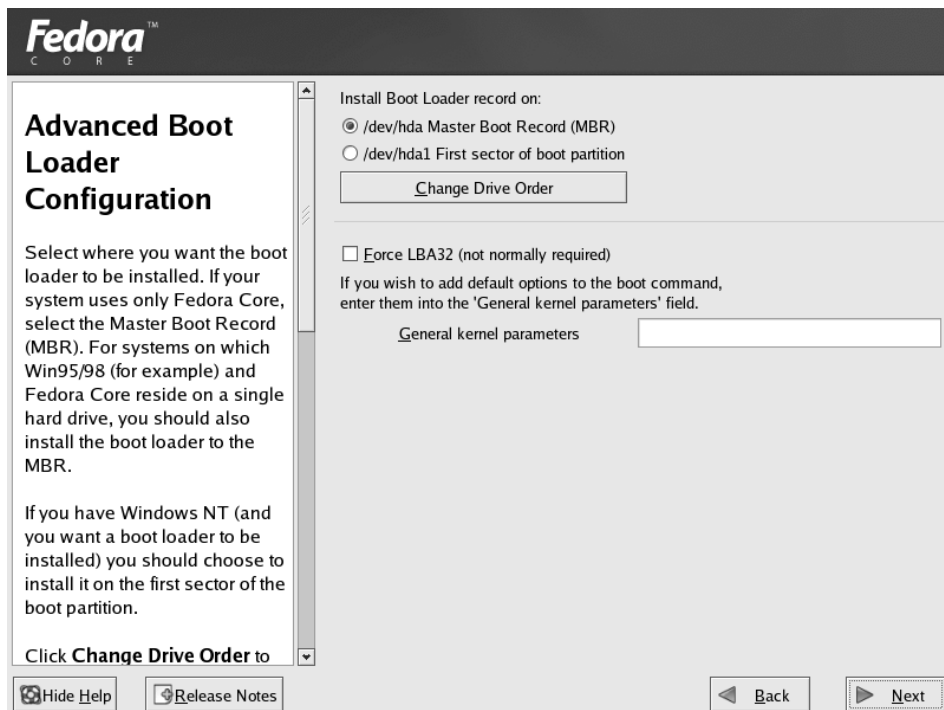 Fedora™
CORE
Advanced Boot
Loader
Configuration
Select where you want the boot
loader to be installed. If your
system uses only Fedora Core,
select the Master Boot Record
(MBR). For systems on which
Win95/98 (for example) and
Fedora Core reside on a single
hard drive, you should also
install the boot loader to the
MBR.
If you have Windows NT (and
you want a boot loader to be
installed) you should choose to
install it on the first sector of the
boot partition.
Click Change Drive Order to
Install Boot Loader record on:
/dev/hda Master Boot Record (MBR)
/dev/hda1 First sector of boot partition
Change Drive Order
Force LBA32 (not normally required)
If you wish to add default options to the boot command,
enter them into the 'General kernel parameters' field.
General kernel parameters
Hide Help
Release Notes
Back
Next